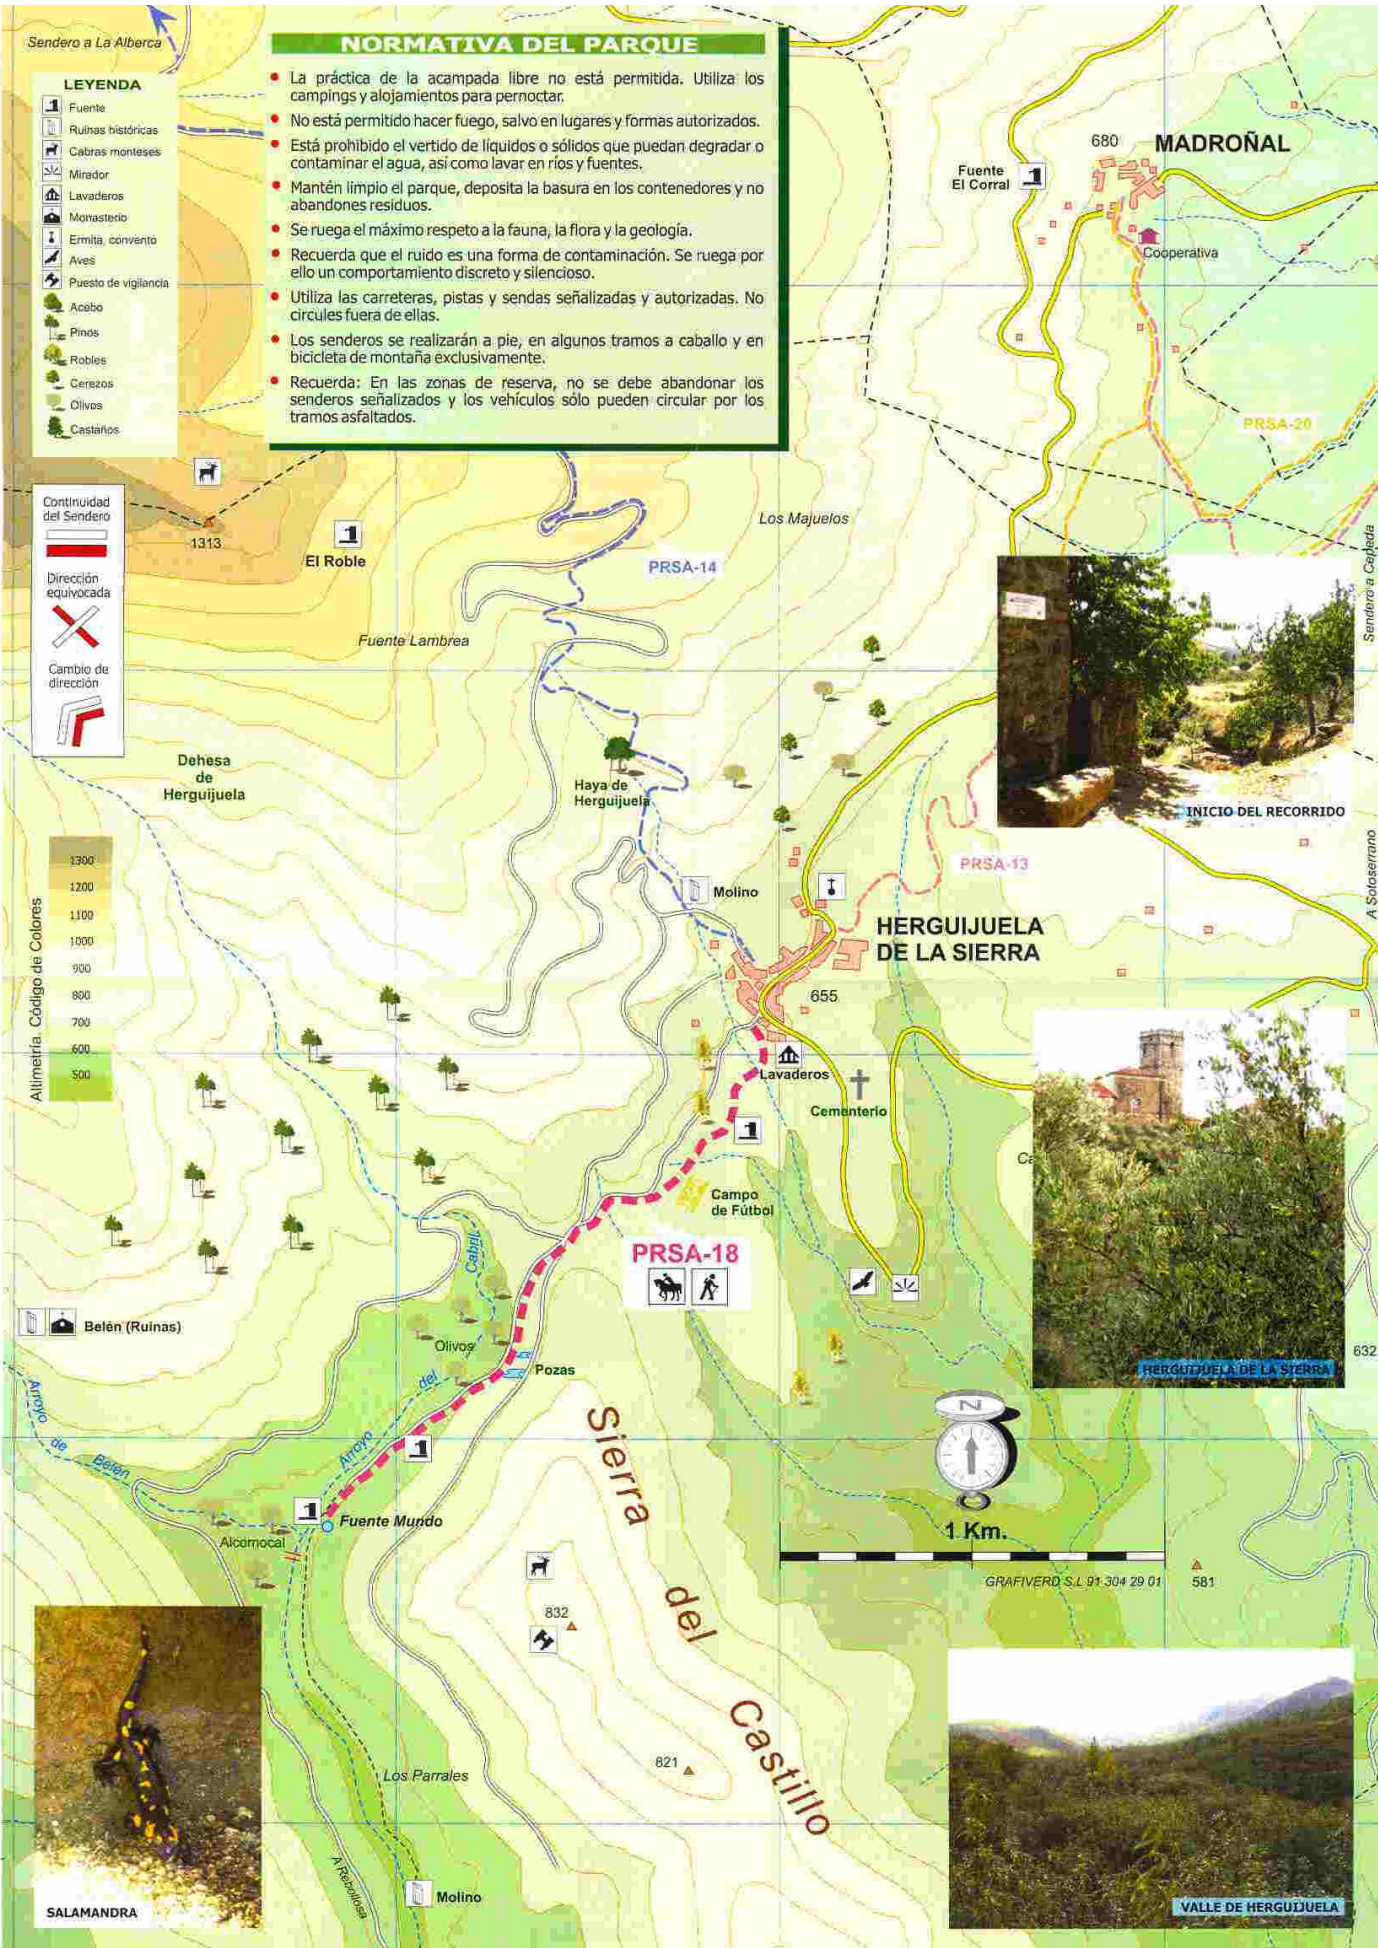 Sendero a La Alberca
NORMATIVA DEL PARQUE
La práctica de la acampada libre no está permitida. Utiliza los
campings y alojamientos para pernoctar.
No está permitido hacer fuego, salvo en lugares y formas autorizados.
Está prohibido el vertido de líquidos o sólidos que puedan degradar o
contaminar el agua, así como lavar en ríos y fuentes.
Mantén limpio el parque, deposita la basura en los contenedores y no
abandones residuos.
Se ruega el máximo respeto a la fauna, la flora y la geología.
Recuerda que el ruido es una forma de contaminación. Se ruega por
ello un comportamiento discreto y silencioso.
Utiliza las carreteras, pistas y sendas señalizadas y autorizadas. No
circules fuera de ellas.
Los senderos se realizarán a pie, en algunos tramos a caballo y en
bicicleta de montaña exclusivamente.
Recuerda: En las zonas de reserva, no se debe abandonar los
senderos señalizados y los vehículos sólo pueden circular por los
tramos asfaltados.
LEYENDA
Fuente
Ruinas históricas
Cabras monteses
Mirador
Lavaderos
Monasterio
Ermita, convento
Aves
Puesto de vigilancia
Acebo
Pinos
Robles
Cerezos
Olivos
Castaños
680
MADROÑAL
Fuente
El Corral
Cooperativa
PRSA-20
Continuidad
del Sendero
Dirección
equivocada
Cambio de
dirección
1313
El Roble
Los Majuelos
PRSA-14
Fuente Lambrea
Sendero a Cepeda
INICIO DEL RECORRIDO
Dehesa
de
Herguijuela
Haya de
Herguijuela
Altimetría. Código de Colores
1300
1200
1100
1000
900
800
700
600
500
PRSA-13
A Sotoserrano
Molino
HERGUIJUELA
DE LA SIERRA
655
Lavaderos
Cementerio
Ca
Campo
de Fútbol
PRSA-18
Cabril
del
Arroyo
Belén (Ruinas)
Olivos
Pozas
HERGUIJUELA DE LA SIERRA
632
Arroyo
de
Belén
Sierra
del
Castillo
N
1 Km.
GRAFIVERD S.L 91 304 29 01
581
Fuente Mundo
Alcornocal
832
821
Los Parrales
A Rebollosa
Molino
SALAMANDRA
VALLE DE HERGUIJUELA